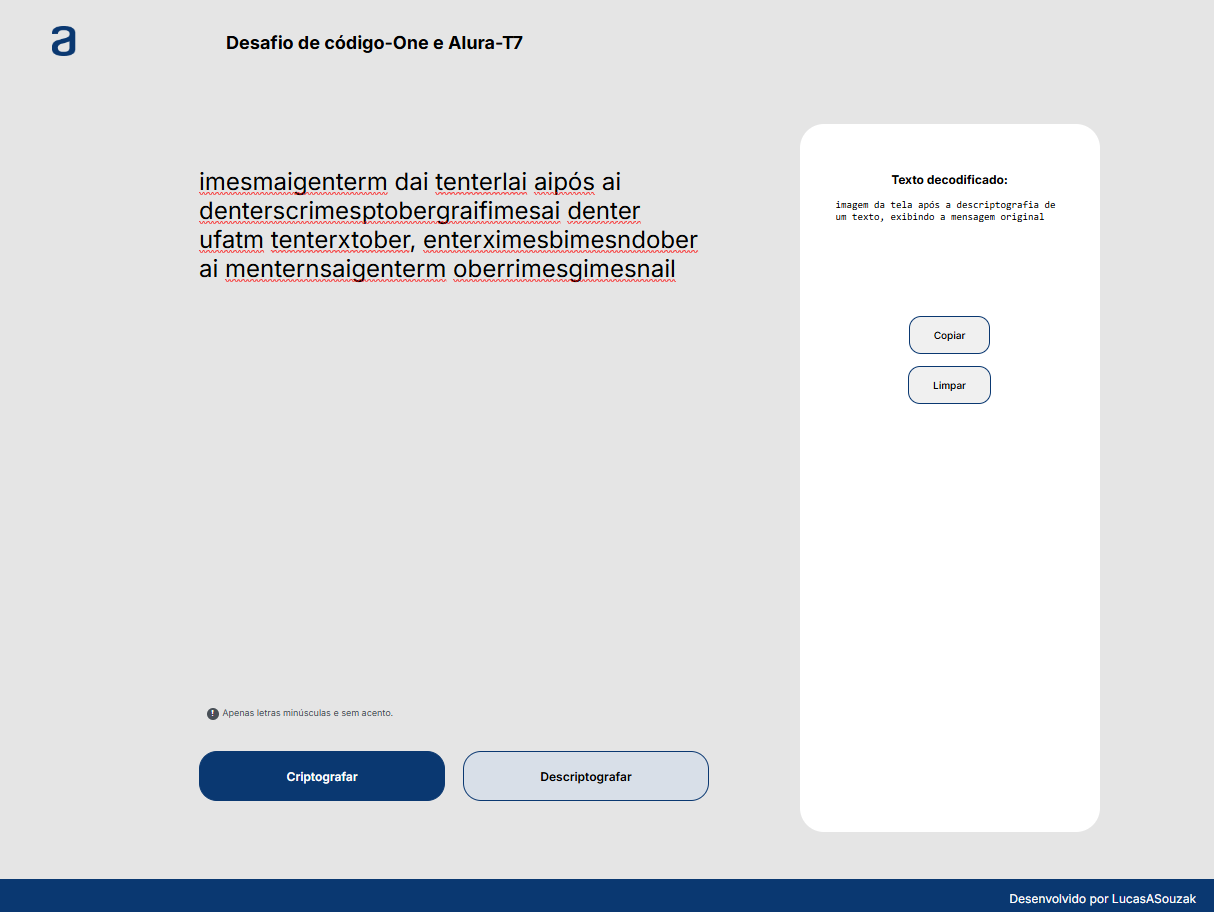 a
Desafio de código-One e Alura-T7
imesmaigenterm dai tenterlai aipós ai
denterscrimesptobergraifimesai denter
ufatm tenterxtober, enterximesbimesndober
ai menternsaigenterm oberrimesgimesnail
Apenas letras minúsculas e sem acento.
Criptografar
Descriptografar
Texto decodificado:
imagem da tela após a descriptografia de
um texto, exibindo a mensagem original
Copiar
Limpar
Desenvolvido por LucasASouzak